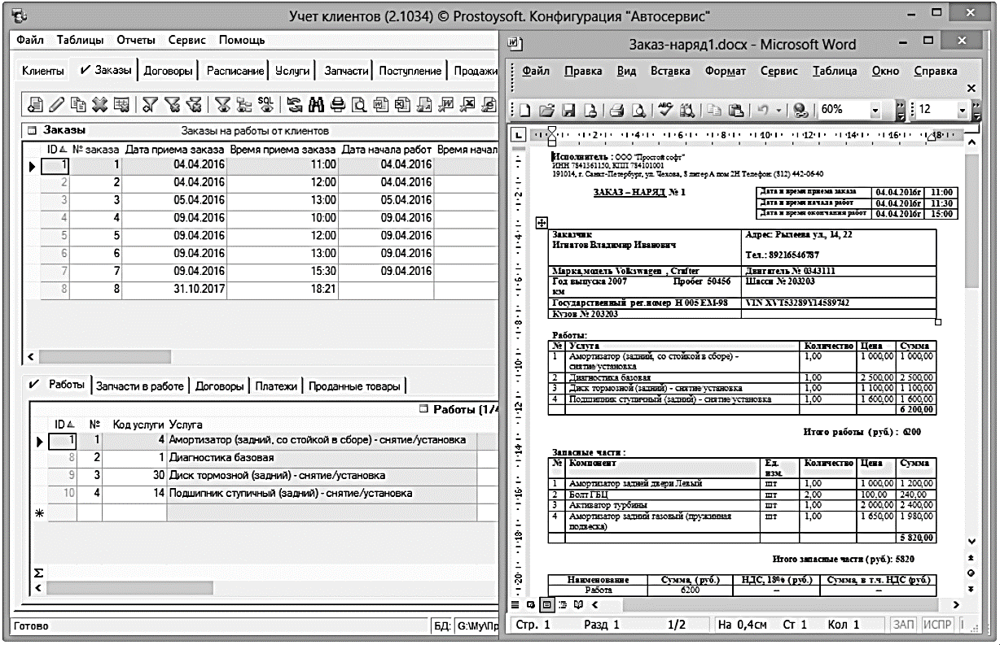 Учет клиентов (2.1034) © Prostoysoft. Конфигурация "Автосервис"
Файл Таблицы Отчеты Сервис Помощь
Клиенты Заказы Договоры Расписание Услуги Запчасти Поступление Продажи
SQL
Заказы Заказы на работы от клиентов
ID № заказа Дата приема заказа Время приема заказа Дата начала работ Время начал
1 1 04.04.2016 11:00 04.04.2016
2 2 04.04.2016 12:00 04.04.2016
3 3 05.04.2016 13:00 05.04.2016
4 4 09.04.2016 10:00 09.04.2016
5 5 09.04.2016 12:00 09.04.2016
6 6 09.04.2016 13:00 09.04.2016
7 7 09.04.2016 15:30 09.04.2016
8 8 31.10.2017 18:21
Работы Запчасти в работе Договоры Платежи Проданные товары
Работы (1/4
ID № Код услуги Услуга
1 1 4 Амортизатор (задний, со стойкой в сборе) - снятие/установка
8 2 1 Диагностика базовая
9 3 30 Диск тормозной (задний) - снятие/установка
10 4 14 Подшипник ступичный (задний) - снятие/установка
Σ
Готово БД: G:\My\Пр
Заказ-наряд1.docx - Microsoft Word
Файл Правка Вид Вставка Формат Сервис Таблица Окно Справка
60% 12
2 4 6 8 10 12 14 16 18
Исполнитель : ООО "Простой софт"
ИНН 7841361150, КПП 784101001
191014, г. Санкт-Петербург, ул. Чехова, 8 литер А пом 2Н Телефон: (812) 442-06-40
ЗАКАЗ – НАРЯД № 1
Дата и время приема заказа 04.04.2016г 11:00
Дата и время начала работ 04.04.2016г 11:30
Дата и время окончания работ 04.04.2016г 15:00
Заказчик Адрес: Рылеева ул., 14, 22
Игнатов Владимир Иванович
Тел.: 89216546787
Марка,модель Volkswagen , Crafter Двигатель № 0343111
Год выпуска 2007 Пробег 50456 Шасси № 203203
км
Государственный рег.номер Н 005 ЕМ-98 VIN XVT53289Y14589742
Кузов № 203203
Работы:
№ Услуга Количество Цена Сумма
1 Амортизатор (задний, со стойкой в сборе) - 1,00 1 000,00 1 000,00
снятие/установка
2 Диагностика базовая 1,00 2 500,00 2 500,00
3 Диск тормозной (задний) - снятие/установка 1,00 1 100,00 1 100,00
4 Подшипник ступичный (задний) - снятие/установка 1,00 1 600,00 1 600,00
6 200,00
Итого работы (руб.) : 6200
Запасные части :
№ Компонент Ед. Количество Цена Сумма
изм.
1 Амортизатор задней двери Левый шт 1,00 1 000,00 1 200,00
2 Болт ГБЦ шт 2,00 100,00 240,00
3 Активатор турбины шт 1,00 2 000,00 2 400,00
4 Амортизатор задний газовый (пружинная шт 1,00 1 650,00 1 980,00
подвеска)
5 820,00
Итого запасные части (руб.): 5820
Наименование Сумма, (руб.) НДС, 18% (руб.) Сумма, в т.ч. НДС (руб.)
Работа 6200 -- --
Стр. 1 Разд 1 1/2 На 0,4см Ст 1 Кол 1 ЗАП ИСПР